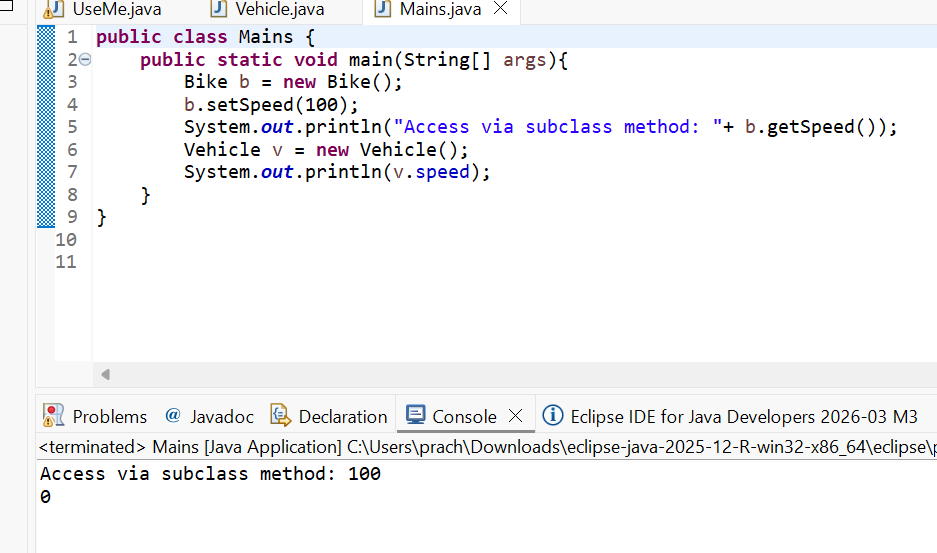 UseMe.java Vehicle.java Mains.java
1 public class Mains {
2 public static void main(String[] args){
3 Bike b = new Bike();
4 b.setSpeed(100);
5 System.out.println("Access via subclass method: "+ b.getSpeed());
6 Vehicle v = new Vehicle();
7 System.out.println(v.speed);
8 }
9 }
10
11
Problems @ Javadoc Declaration Console Eclipse IDE for Java Developers 2026-03 M3
<terminated> Mains [Java Application] C:\Users\prach\Downloads\eclipse-java-2025-12-R-win32-x86_64\eclipse\p
Access via subclass method: 100
0